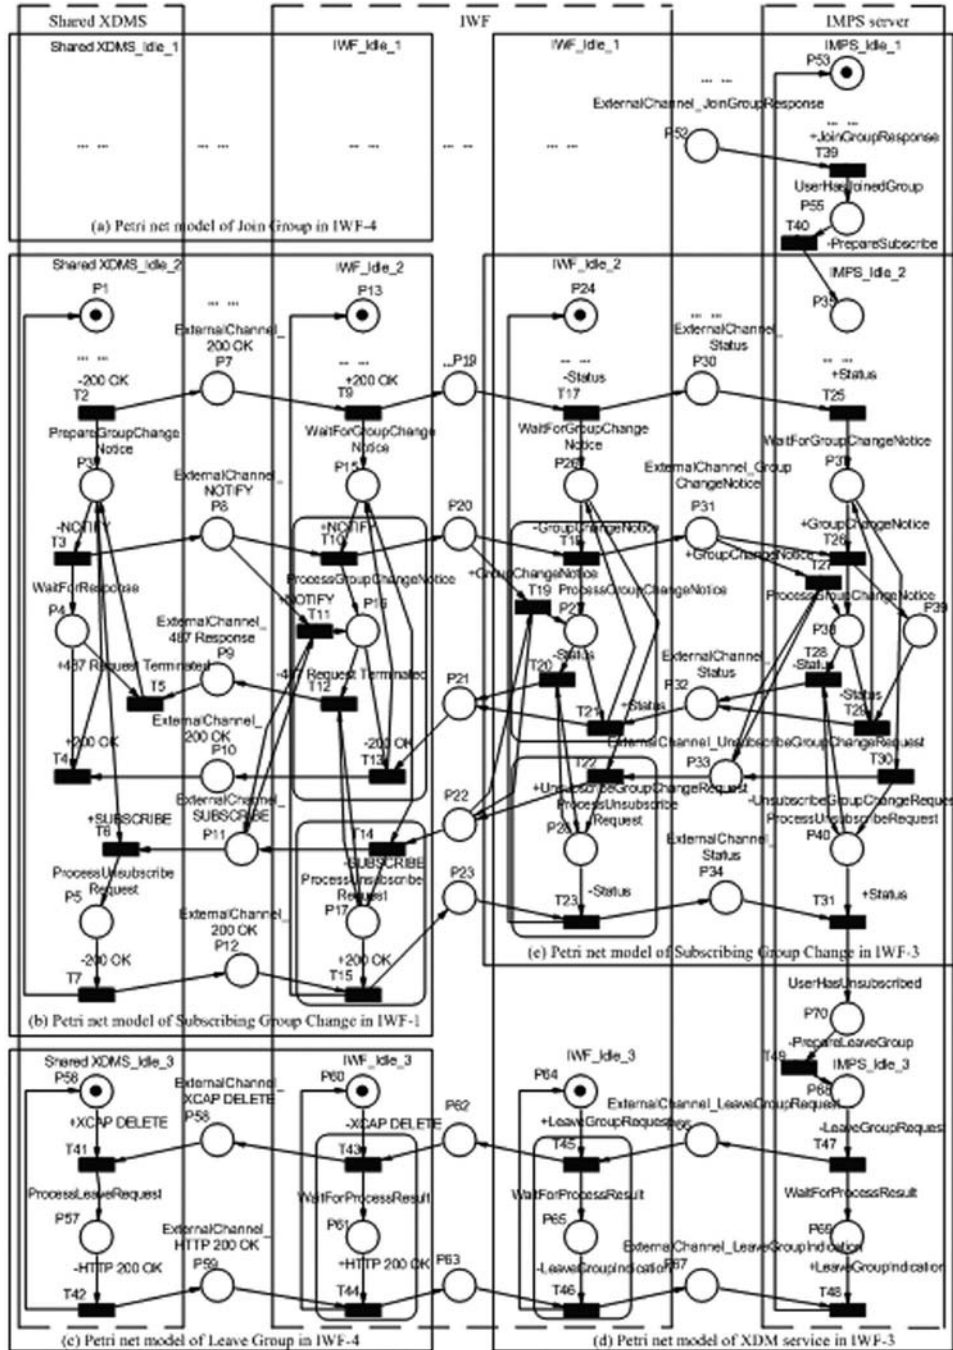 Shared XDMS
IWF
IMPS server
Shared XDMS_Idle_1
IWF_Idle_1
IWF_Idle_1
IMPS_Idle_1
P53
... ...
ExternalChannel_JoinGroupResponse
P52
... ...
+JoinGroupResponse
T39
... ...
... ...
... ...
... ...
... ...
UserHasJoinedGroup
P55
T40
-PrepareSubscribe
(a) Petri net model of Join Group in IWF-4
Shared XDMS_Idle_2
IWF_Idle_2
IWF_Idle_2
IMPS_Idle_2
P1
P13
P24
P35
... ...
ExternalChannel_
200 OK
P7
... ...
ExternalChannel_
Status
P30
... ...
-200 OK
T2
... ...
+200 OK
T9
...P19
-Status
T17
... ...
+Status
T25
PrepareGroupChange
Notice
P3
WaitForGroupChange
Notice
P15
WaitForGroupChange
Notice
P26
WaitForGroupChangeNotice
ExternalChannel_
NOTIFY
P8
P20
ExternalChannel_Group
ChangeNotice
P31
-NOTIFY
T3
+NOTIFY
T10
-GroupChangeNotice
+GroupChangeNotice
T26
+GroupChangeNotice
T27
WaitForResponse
P4
ProcessGroupChangeNotice
P16
+NOTIFY
T11
+GroupChangeNotice
T19
ProcessGroupChangeNotice
P27
ProcessGroupChangeNotice
P39
ExternalChannel_
487 Response
P9
-Status
T20
ExternalChannel_
Status
P32
T28
-Status
+487 Request Terminated
T5
-487 Request Terminated
T12
P21
T21
+Status
-Status
T29
ExternalChannel_
200 OK
P10
+200 OK
T4
-200 OK
T13
ExternalChannel_UnsubscribeGroupChangeRequest
T22
P33
T30
ExternalChannel_
SUBSCRIBE
P11
+UnsubscribeGroupChangeRequest
-UnsubscribeGroupChangeRequest
+SUBSCRIBE
T6
T14
-SUBSCRIBE
P22
ProcessUnsubscribe
Request
ProcessUnsubscribeRequest
P40
ProcessUnsubscribe
Request
P5
ProcessUnsubscribe
Request
P17
P23
ExternalChannel_
Status
P34
-Status
T23
+Status
T31
ExternalChannel_
200 OK
P12
-200 OK
T7
+200 OK
T15
(e) Petri net model of Subscribing Group Change in IWF-3
(b) Petri net model of Subscribing Group Change in IWF-1
UserHasUnsubscribed
P70
-PrepareLeaveGroup
T49
Shared XDMS_Idle_3
IWF_Idle_3
IWF_Idle_3
IMPS_Idle_3
P60
P64
P68
ExternalChannel_
XCAP DELETE
P58
P62
ExternalChannel_LeaveGroupRequest
P66
+XCAP DELETE
T41
-XCAP DELETE
T43
+LeaveGroupRequest
T45
-LeaveGroupRequest
T47
ProcessLeaveRequest
P57
WaitForProcessResult
P61
WaitForProcessResult
P65
WaitForProcessResult
P69
ExternalChannel_
HTTP 200 OK
P59
P63
ExternalChannel_LeaveGroupIndication
P67
-HTTP 200 OK
T42
+HTTP 200 OK
T44
-LeaveGroupIndication
T46
+LeaveGroupIndication
T48
(c) Petri net model of Leave Group in IWF-4
(d) Petri net model of XDM service in IWF-3